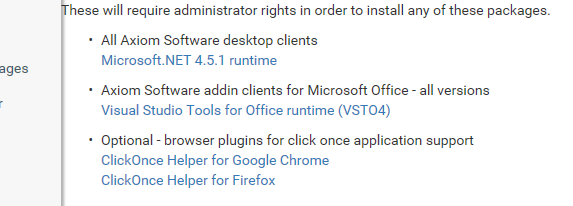 These will require administrator rights in order to install any of these packages.
• All Axiom Software desktop clients
Microsoft.NET 4.5.1 runtime
ages
• Axiom Software addin clients for Microsoft Office - all versions
r
Visual Studio Tools for Office runtime (VSTO4)
• Optional - browser plugins for click once application support
ClickOnce Helper for Google Chrome
ClickOnce Helper for Firefox